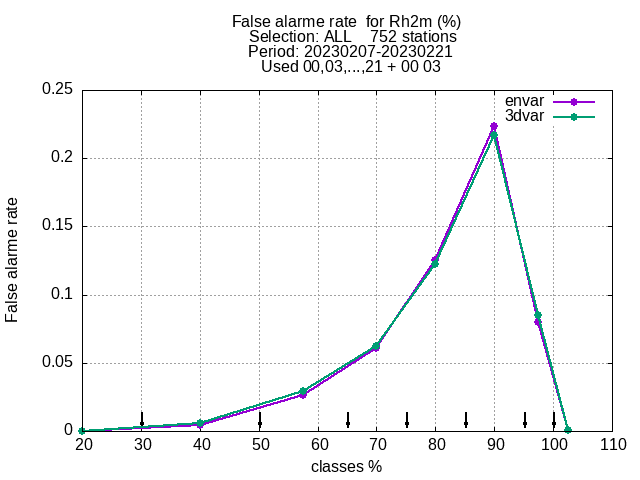 False alarme rate  for Rh2m (%)
Selection: ALL    752 stations
Period: 20230207-20230221
Used 00,03,...,21 + 00 03
envar
3dvar
0.25
0.2
0.15
0.1
0.05
0
False alarme rate
20 30 40 50 60 70 80 90 100 110
classes %